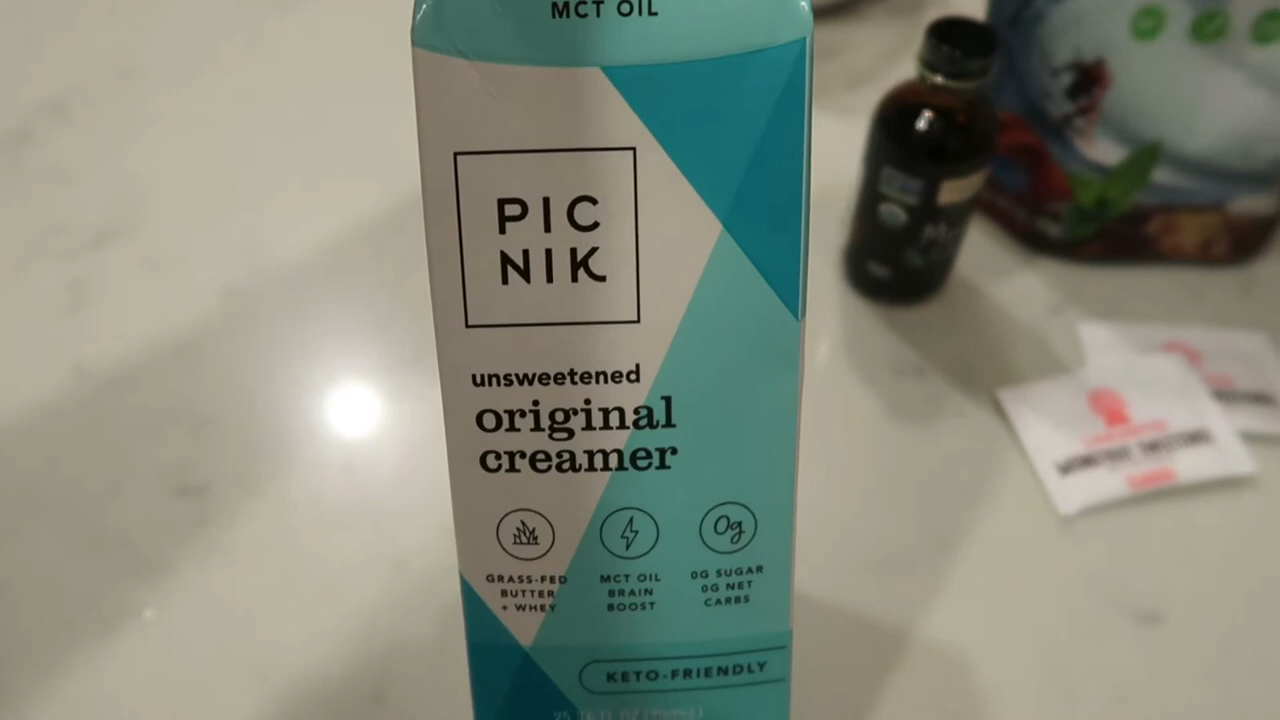 MCT OIL
PIC
NIK
unsweetened
original
creamer
0g
GRASS-FED
BUTTER
+ WHEY
MCT OIL
BRAIN
BOOST
0G SUGAR
0G NET
CARBS
KETO-FRIENDLY